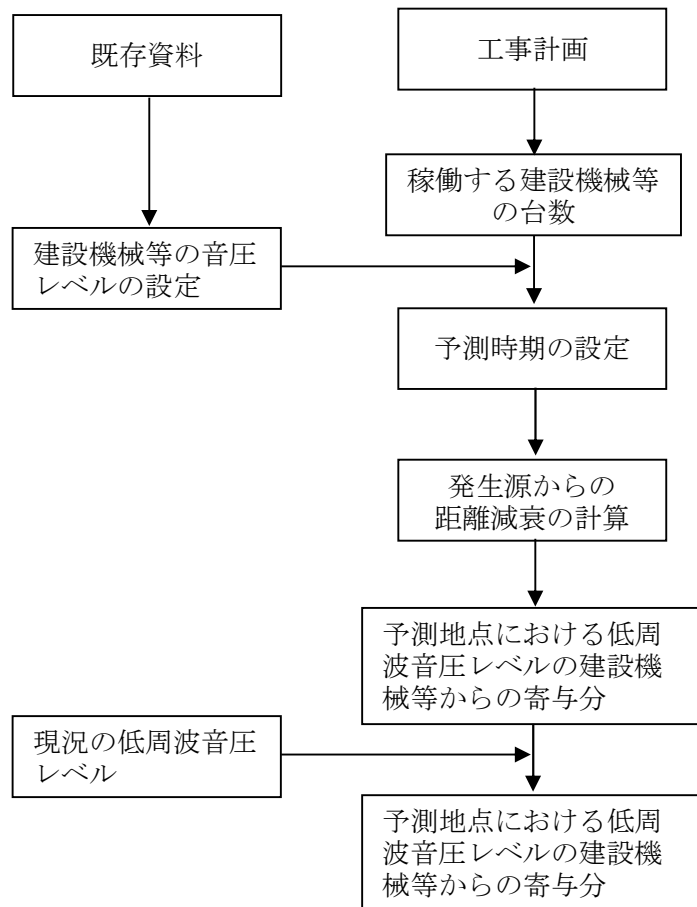 既存資料
工事計画
稼働する建設機械等
の台数
建設機械等の音圧
レベルの設定
予測時期の設定
発生源からの
距離減衰の計算
予測地点における低周
波音圧レベルの建設機
械等からの寄与分
現況の低周波音圧
レベル
予測地点における低周
波音圧レベルの建設機
械等からの寄与分